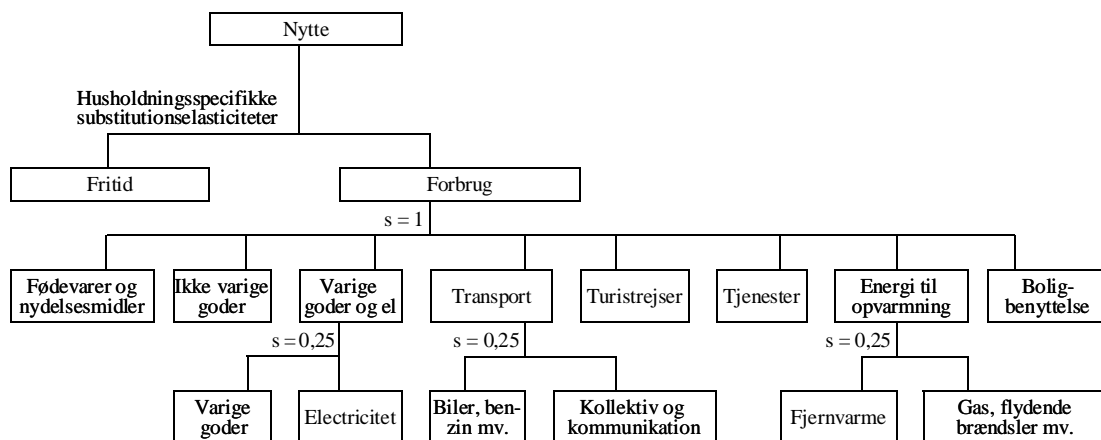 Nytte
Husholdningsspecifikke
substitutionselasticiteter
Fritid
Forbrug
s = 1
Fødevarer og
nydelsesmidler
Ikke varige
goder
Varige
goder og el
Transport
Turistrejser
Tjenester
Energi til
opvarmning
Bolig-
benyttelse
s = 0,25
s = 0,25
s = 0,25
Varige
goder
Electricitet
Biler, ben-
zin mv.
Kollektiv og
kommunikation
Fjernvarme
Gas, flydende
brændsler mv.